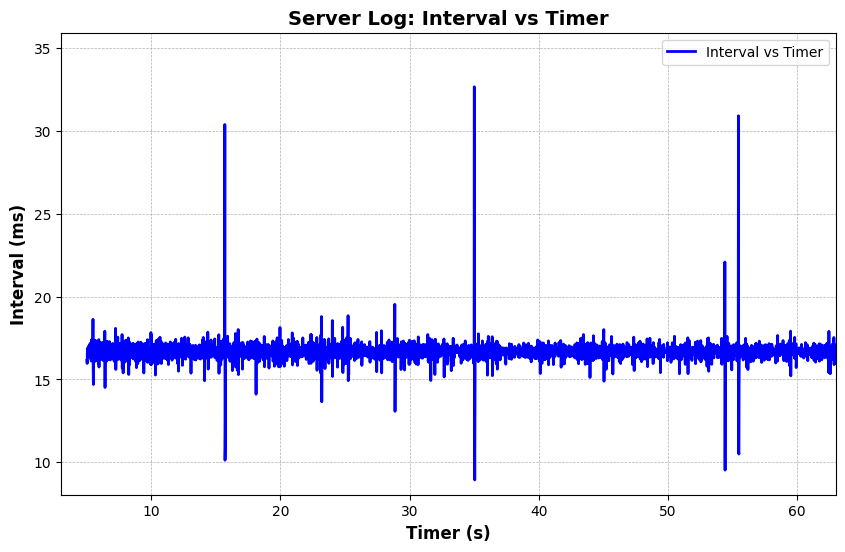 Server Log: Interval vs Timer
Interval vs Timer
Interval (ms)
35
30
25
20
15
10
10 20 30 40 50 60
Timer (s)